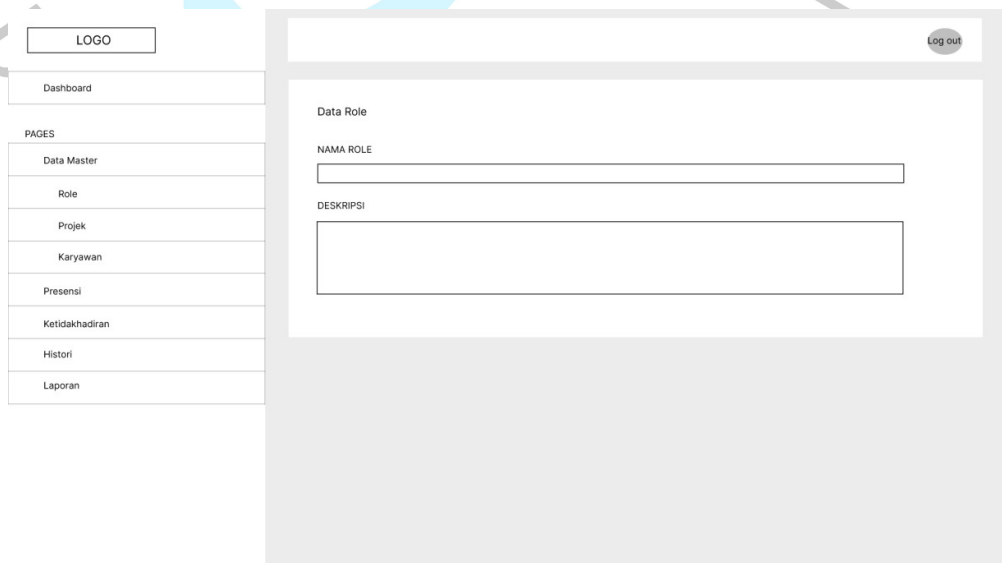 LOGO
Log out
Dashboard
PAGES
Data Master
Role
Projek
Karyawan
Presensi
Ketidakhadiran
Histori
Laporan
Data Role
NAMA ROLE
DESKRIPSI